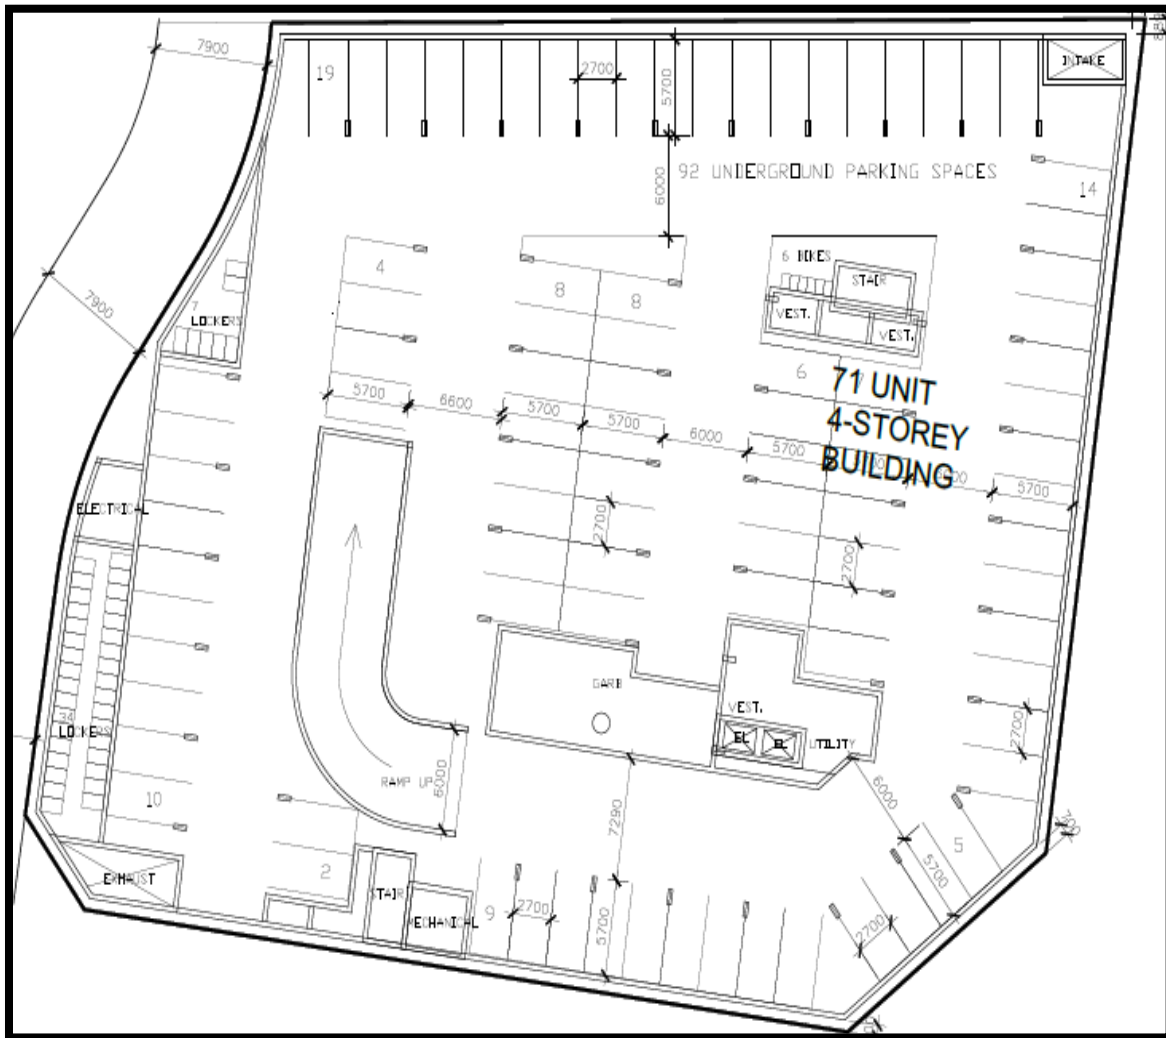 7900
19
2700
5700
INTAKE
6000
92 UNDERGROUND PARKING SPACES
14
7900
4
8
8
6 BIKES
STAIR
VEST.
VEST.
7
LOCKERS
6
71 UNIT
4-STOREY
BUILDING
5700
6600
5700
5700
6000
5700
5700
2700
2700
ELECTRICAL
34
LOCKERS
GARB
VEST.
EL
EL
UTILITY
2700
RAMP UP
6000
7290
6000
5700
5
2700
10
2
EXHAUST
STAIR
MECHANICAL
9
2700
5700